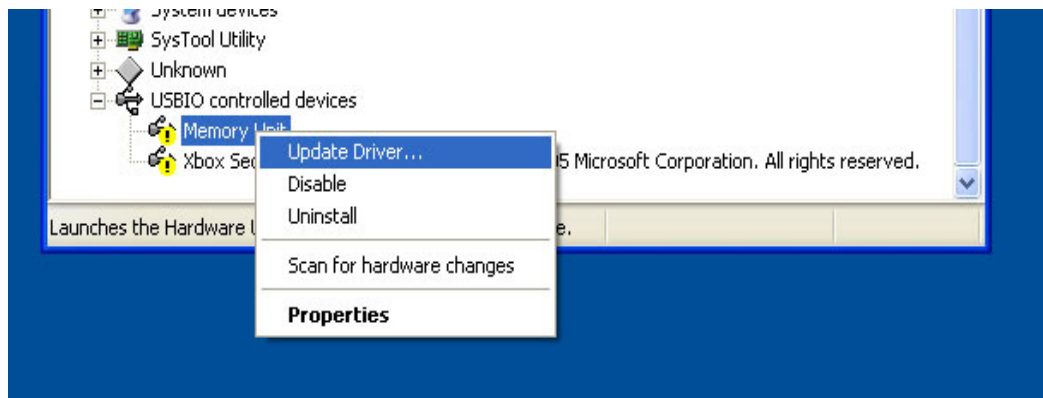 System devices
SysTool Utility
Unknown
USBIO controlled devices
Memory Unit
Update Driver...
Xbox Sec
5 Microsoft Corporation. All rights reserved.
Disable
Uninstall
Launches the Hardware
e.
Scan for hardware changes
Properties